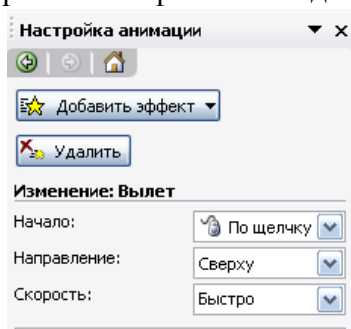 Настройка анимации
Добавить эффект
Удалить
Изменение: Вылет
Начало: По щелчку
Направление: Сверху
Скорость: Быстро